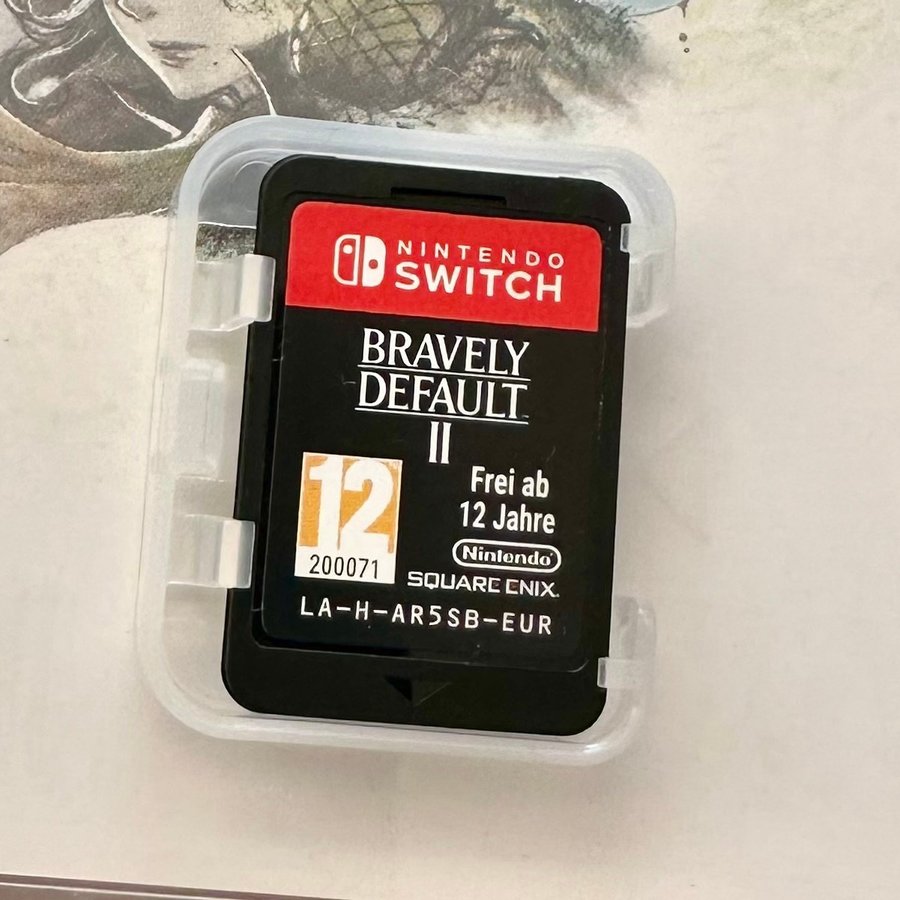 NINTENDO
SWITCH
BRAVELY
DEFAULT
II
12
200071
Frei ab
12 Jahre
Nintendo
SQUARE ENIX.
LA-H-AR5SB-EUR